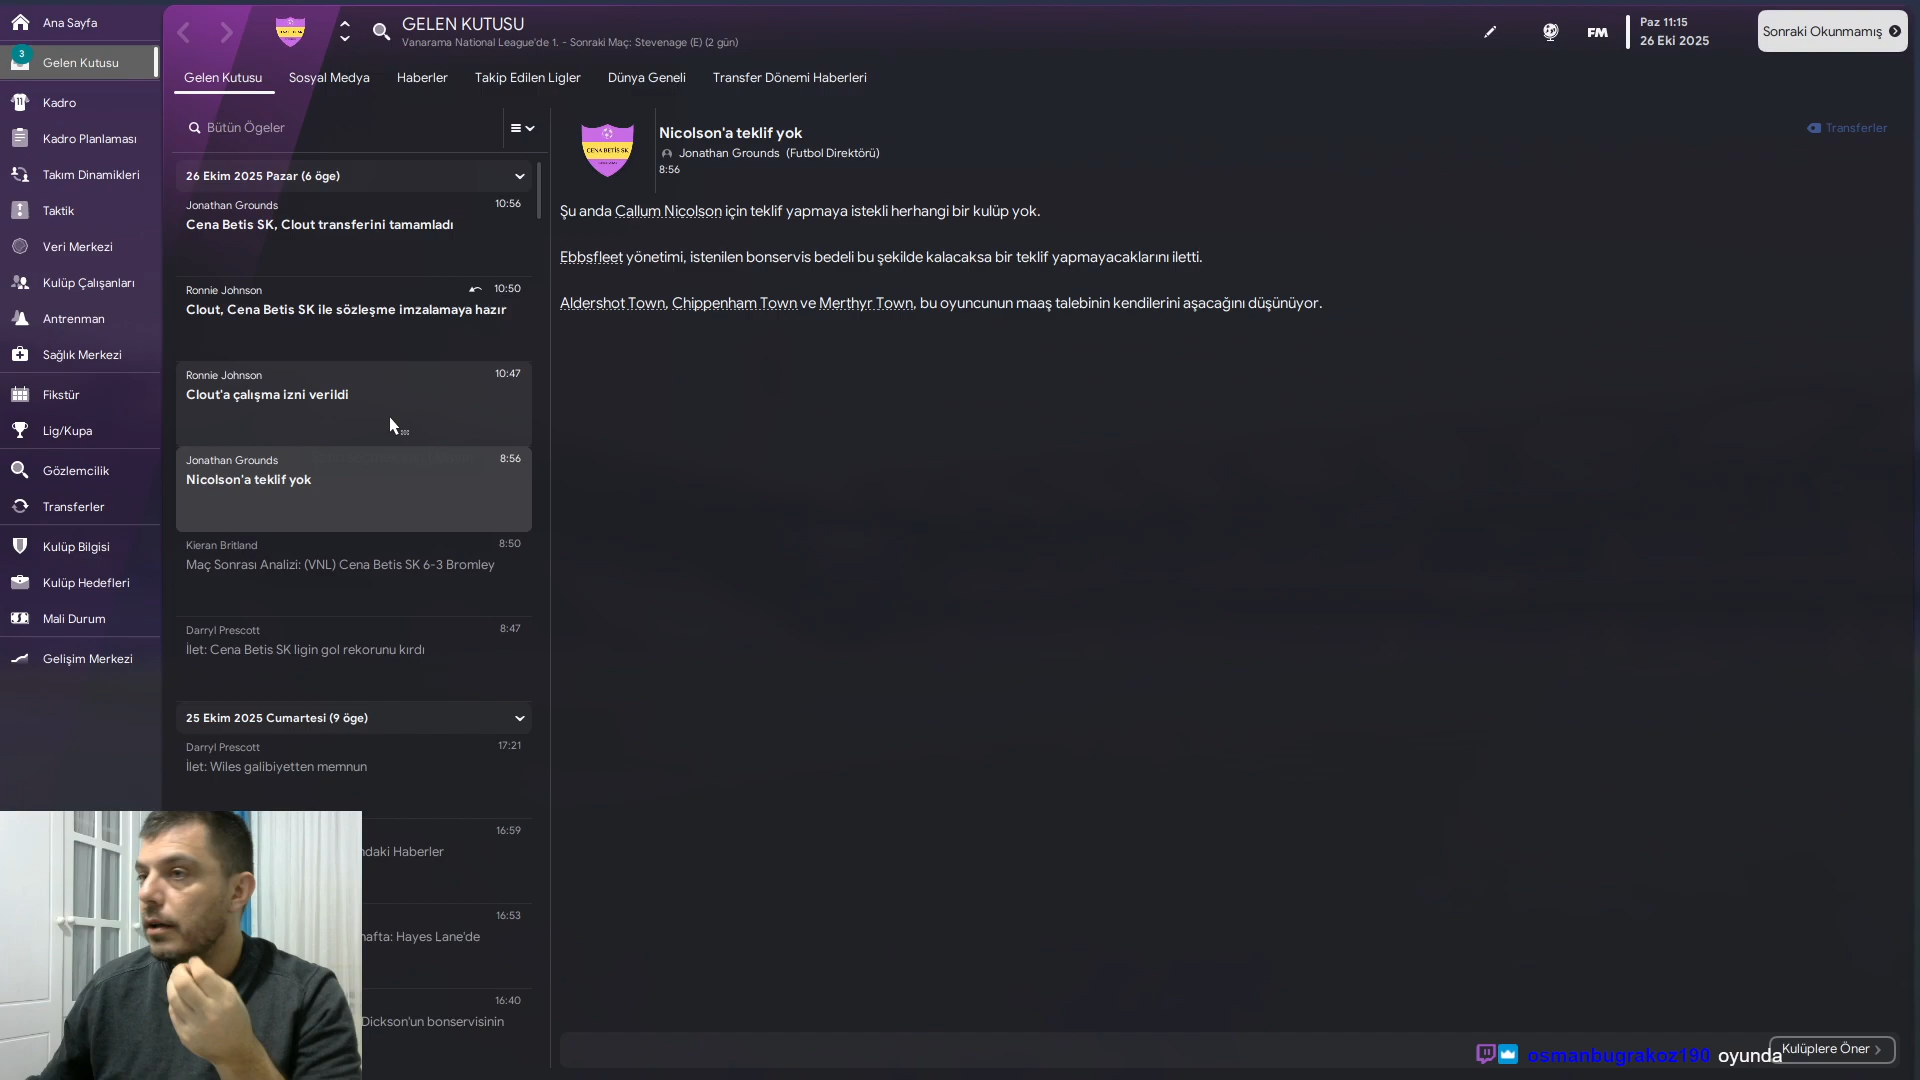 Ana Sayfa
3
Gelen Kutusu
Kadro
Kadro Planlaması
Takım Dinamikleri
Taktik
Veri Merkezi
Kulüp Çalışanları
Antrenman
Sağlık Merkezi
Fikstür
Lig/Kupa
Gözlemcilik
Transferler
Kulüp Bilgisi
Kulüp Hedefleri
Mali Durum
Gelişim Merkezi
GELEN KUTUSU
Vanarama National League'de 1. - Sonraki Maç: Stevenage (E) (2 gün)
FM
Paz 11:15
26 Eki 2025
Sonraki Okunmamış
Gelen Kutusu
Sosyal Medya
Haberler
Takip Edilen Ligler
Dünya Geneli
Transfer Dönemi Haberleri
Bütün Ögeler
26 Ekim 2025 Pazar (6 öge)
Jonathan Grounds 10:56
Cena Betis SK, Clout transferini tamamladı
Ronnie Johnson 10:50
Clout, Cena Betis SK ile sözleşme imzalamaya hazır
Ronnie Johnson 10:47
Clout'a çalışma izni verildi
Jonathan Grounds 8:56
Nicolson'a teklif yok
Kieran Britland 8:50
Maç Sonrası Analizi: (VNL) Cena Betis SK 6-3 Bromley
Darryl Prescott 8:47
İlet: Cena Betis SK ligin gol rekorunu kırdı
25 Ekim 2025 Cumartesi (9 öge)
Darryl Prescott 17:21
İlet: Wiles galibiyetten memnun
16:59
ndaki Haberler
16:53
hafta: Hayes Lane'de
16:40
Dickson'un bonservisinin
CENA BETİS SK
Nicolson'a teklif yok
Jonathan Grounds (Futbol Direktörü)
8:56
Transferler
Şu anda Callum Nicolson için teklif yapmaya istekli herhangi bir kulüp yok.
Ebbsfleet yönetimi, istenilen bonservis bedeli bu şekilde kalacaksa bir teklif yapmayacaklarını iletti.
Aldershot Town, Chippenham Town ve Merthyr Town, bu oyuncunun maaş talebinin kendilerini aşacağını düşünüyor.
osmanbugrakoz190 oyunda
Kulüplere Öner